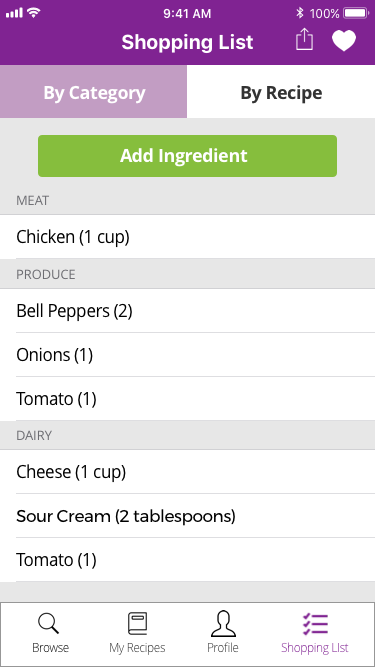 9:41 AM 100%
Shopping List
By Category By Recipe
Add Ingredient
MEAT
Chicken (1 cup)
PRODUCE
Bell Peppers (2)
Onions (1)
Tomato (1)
DAIRY
Cheese (1 cup)
Sour Cream (2 tablespoons)
Tomato (1)
Browse My Recipes Profile Shopping List